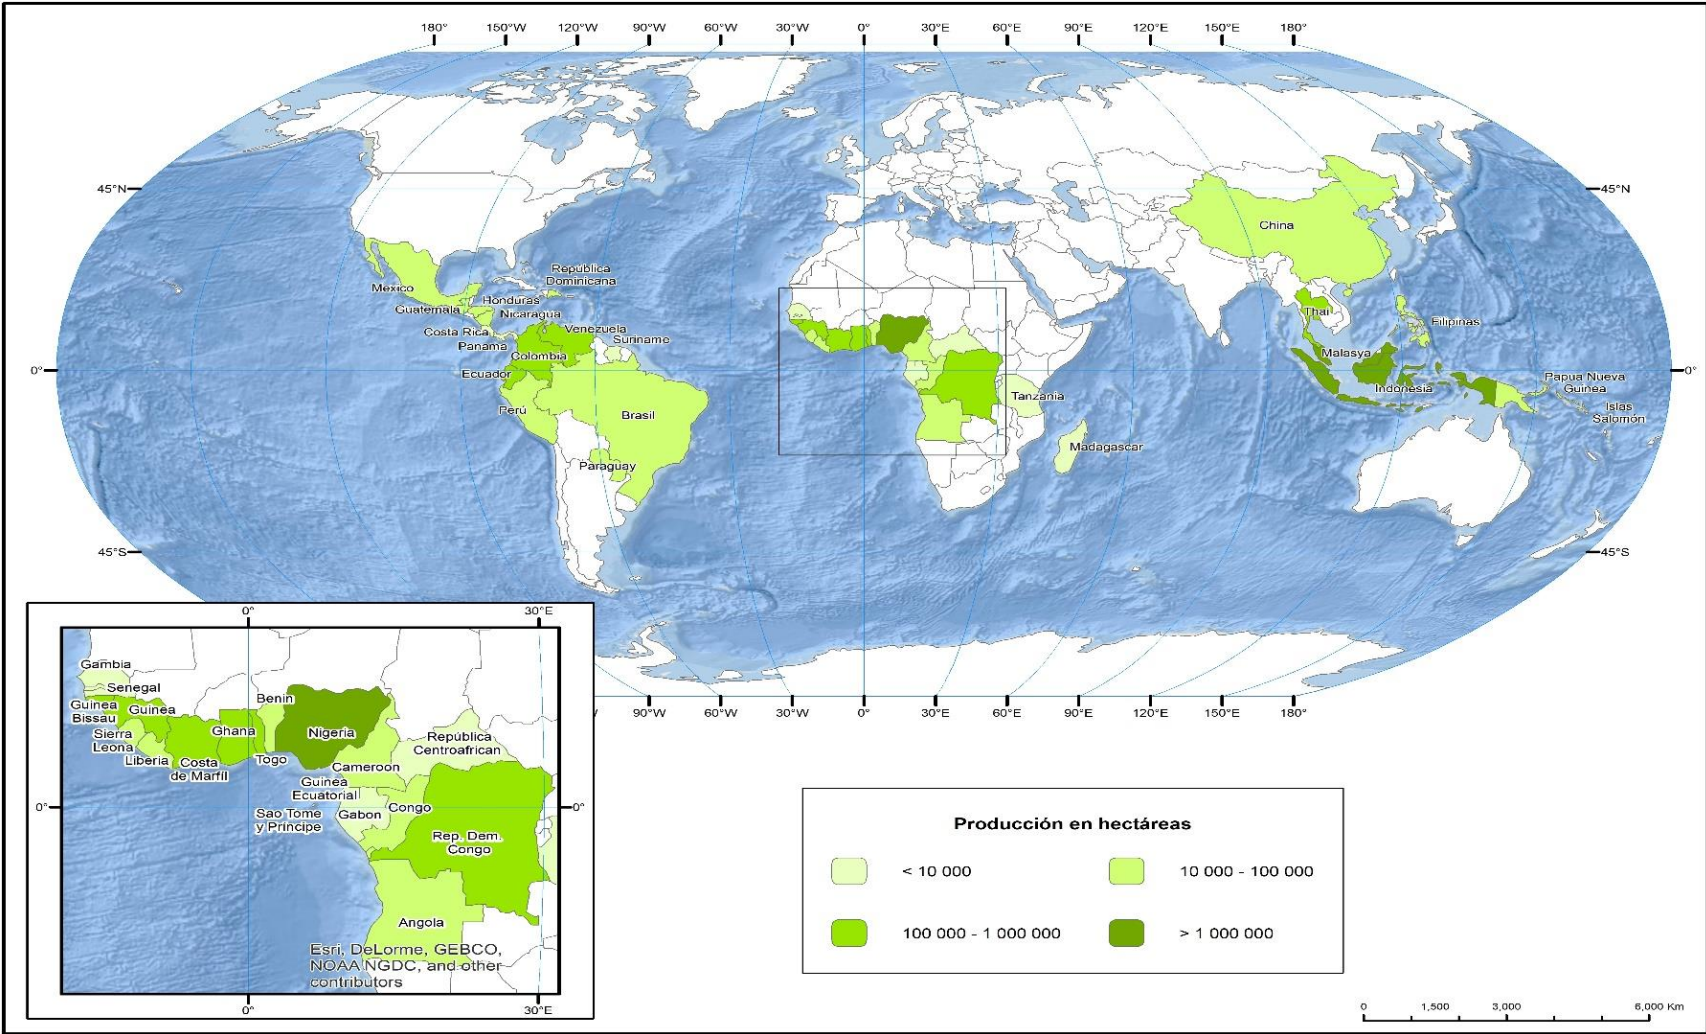 180° 150°W 120°W 90°W 60°W 30°W 0° 30°E 60°E 90°E 120°E 150°E 180°
45°N 45°N
China
República
Dominicana
Mexico
Honduras
Guatemala
Nicaragua
Thai
Filipinas
Costa Rica
Venezuela
Suriname
Panama
Colombia
Malasya
0° 0°
Ecuador
Indonesia
Papua Nueva
Guinea
Tanzania
Islas
Salomón
Perú
Brasil
Madagascar
Paraguay
45°S 45°S
90°W 60°W 30°W 0° 30°E 60°E 90°E 120°E 150°E 180°
0° 30°E
Gambia
Senegal
Benin
Guinea
Bissau
Guinea
Ghana
Nigeria
Sierra
Leona
República
Centroafrican
Liberia
Costa
de Marfíl
Togo
Cameroon
Guinea
Ecuatorial
0° 0°
Sao Tome
y Príncipe
Gabon
Congo
Rep. Dem.
Congo
Angola
Esri, DeLorme, GEBCO,
NOAA NGDC, and other
contributors
0° 30°E
Producción en hectáreas
< 10 000 10 000 - 100 000
100 000 - 1 000 000 > 1 000 000
0 1,500 3,000 6,000 Km